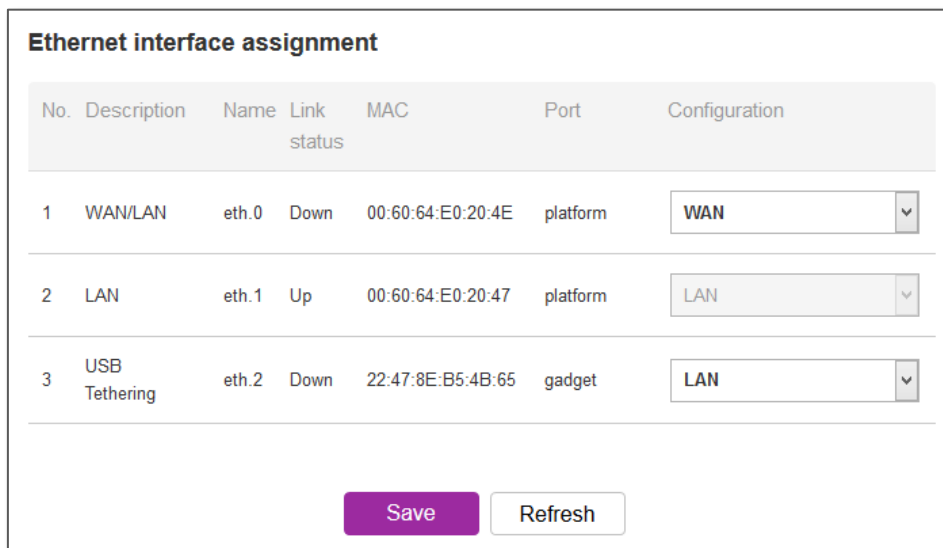 Ethernet interface assignment
No. Description Name Link status MAC Port Configuration
1 WAN/LAN eth.0 Down 00:60:64:E0:20:4E platform WAN
2 LAN eth.1 Up 00:60:64:E0:20:47 platform LAN
3 USB Tethering eth.2 Down 22:47:8E:B5:4B:65 gadget LAN
Save Refresh